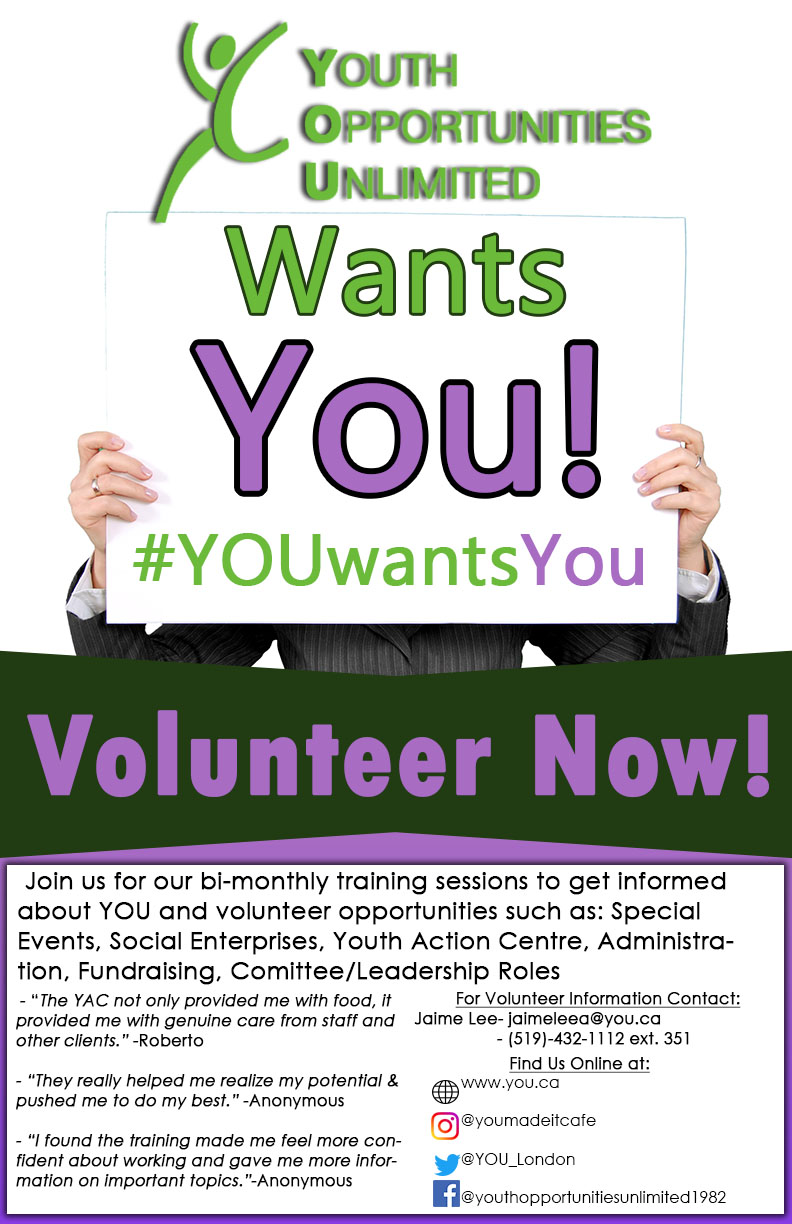 YOUTH
OPPORTUNITIES
UNLIMITED
Wants
You!
#YOUwantsYou
Volunteer Now!
Join us for our bi-monthly training sessions to get informed
about YOU and volunteer opportunities such as: Special
Events, Social Enterprises, Youth Action Centre, Administra-
tion, Fundraising, Comittee/Leadership Roles
- “The YAC not only provided me with food, it
provided me with genuine care from staff and
other clients.” -Roberto
- “They really helped me realize my potential &
pushed me to do my best.” -Anonymous
- “I found the training made me feel more con-
fident about working and gave me more infor-
mation on important topics.”-Anonymous
For Volunteer Information Contact:
Jaime Lee- jaimeleea@you.ca
- (519)-432-1112 ext. 351
Find Us Online at:
www.you.ca
@youmadeitcafe
@YOU_London
@youthopportunitiesunlimited1982